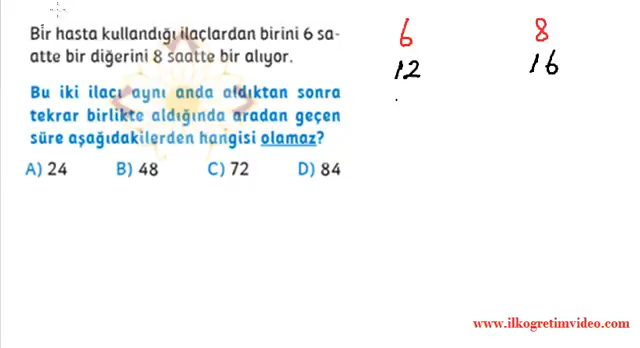 Bir hasta kullandığı ilaçlardan birini 6 sa-
atte bir diğerini 8 saatte bir alıyor.
Bu iki ilacı aynı anda aldıktan sonra
tekrar birlikte aldığında aradan geçen
süre aşağıdakilerden hangisi olamaz?
A) 24 B) 48 C) 72 D) 84
6 8
12 16
www.ilkogretimvideo.com